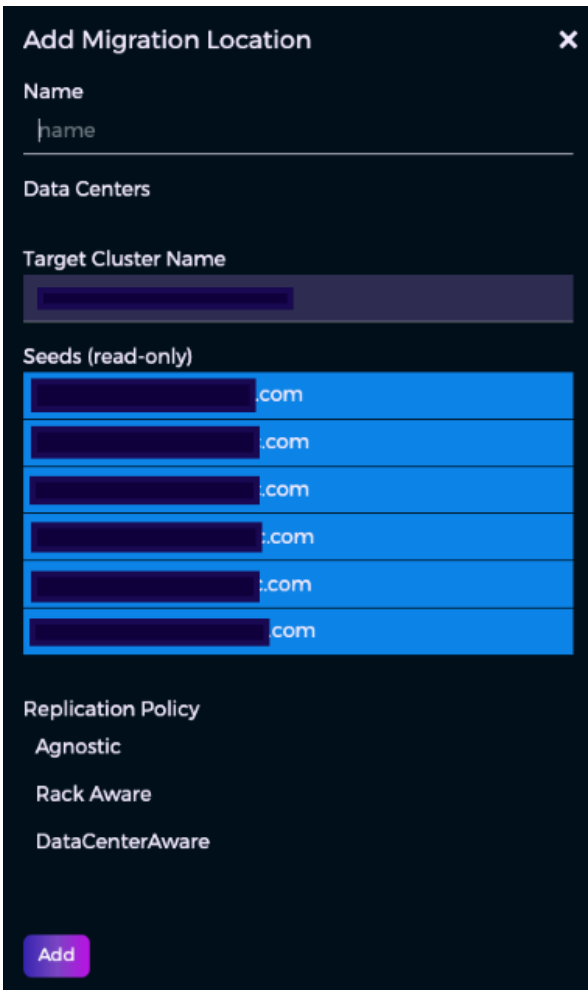 Add Migration Location
Name
name
Data Centers
Target Cluster Name
Seeds (read-only)
.com
.com
.com
.com
.com
.com
Replication Policy
Agnostic
Rack Aware
DataCenterAware
Add